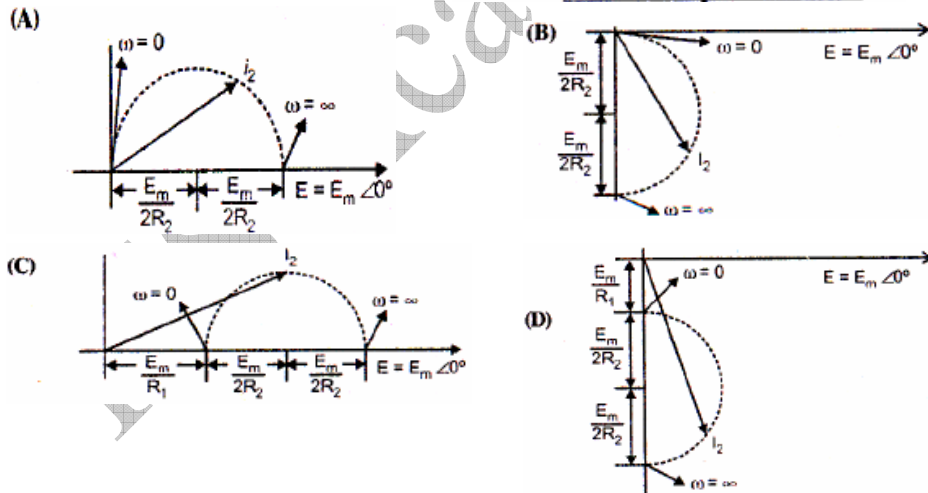 (A)
ω = 0
i₂
ω = ∞
E = Eₘ ∠0°
Eₘ
2R₂
Eₘ
2R₂
(B)
ω = 0
E = Eₘ ∠0°
Eₘ
2R₂
Eₘ
2R₂
I₂
ω = ∞
(C)
I₂
ω = 0
ω = ∞
E = Eₘ ∠0°
Eₘ
R₁
Eₘ
2R₂
Eₘ
2R₂
(D)
Eₘ
R₁
ω = 0
E = Eₘ ∠0°
Eₘ
2R₂
Eₘ
2R₂
I₂
ω = ∞